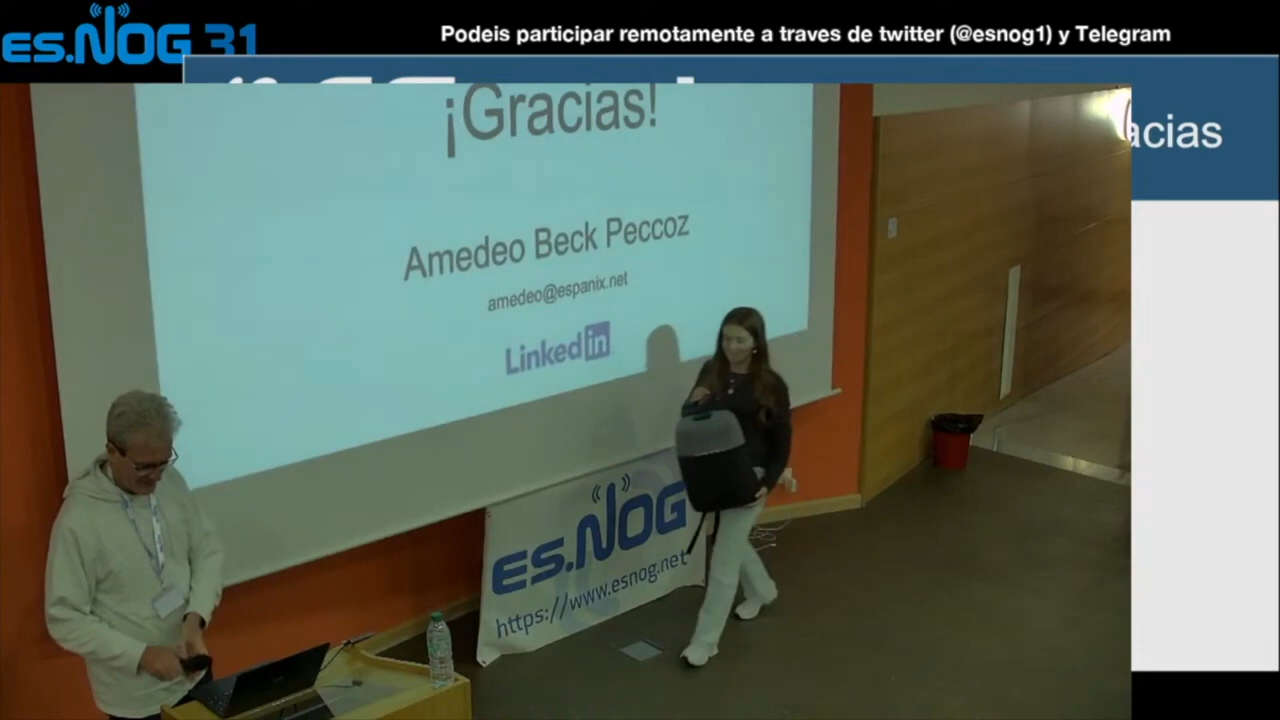 es.NOG 31
Podeis participar remotamente a traves de twitter (@esnog1) y Telegram
acias
¡Gracias!
Amedeo Beck Peccoz
amedeo@espanix.net
Linkedin
es.NOG
https://www.esnog.net